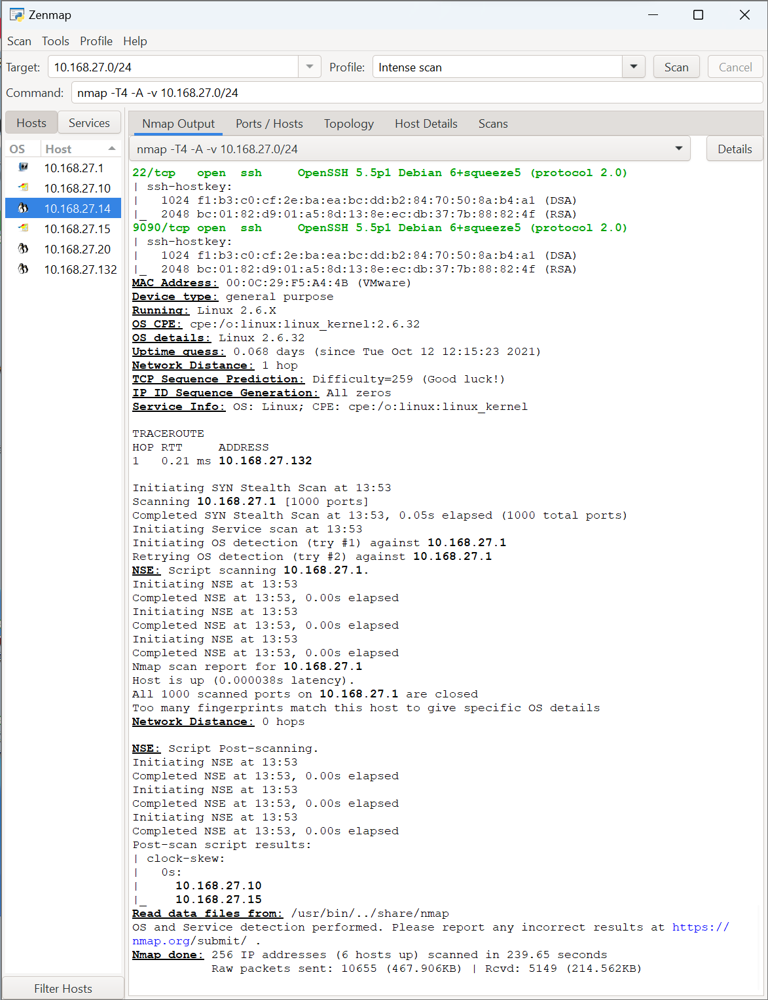 Zenmap
Scan Tools Profile Help
Target: 10.168.27.0/24 Profile: Intense scan Scan Cancel
Command: nmap -T4 -A -v 10.168.27.0/24
Hosts Services
OS Host
10.168.27.1
10.168.27.10
10.168.27.14
10.168.27.15
10.168.27.20
10.168.27.132
Filter Hosts
Nmap Output Ports / Hosts Topology Host Details Scans
nmap -T4 -A -v 10.168.27.0/24 Details
22/tcp   open  ssh     OpenSSH 5.5p1 Debian 6+squeeze5 (protocol 2.0)
| ssh-hostkey:
|   1024 f1:b3:c0:cf:2e:ba:ea:bc:dd:b2:84:70:50:8a:b4:a1 (DSA)
|_  2048 bc:01:82:d9:01:a5:8d:13:8e:ec:db:37:7b:88:82:4f (RSA)
9090/tcp open  ssh     OpenSSH 5.5p1 Debian 6+squeeze5 (protocol 2.0)
| ssh-hostkey:
|   1024 f1:b3:c0:cf:2e:ba:ea:bc:dd:b2:84:70:50:8a:b4:a1 (DSA)
|_  2048 bc:01:82:d9:01:a5:8d:13:8e:ec:db:37:7b:88:82:4f (RSA)
MAC Address: 00:0C:29:F5:A4:4B (VMware)
Device type: general purpose
Running: Linux 2.6.X
OS CPE: cpe:/o:linux:linux_kernel:2.6.32
OS details: Linux 2.6.32
Uptime guess: 0.068 days (since Tue Oct 12 12:15:23 2021)
Network Distance: 1 hop
TCP Sequence Prediction: Difficulty=259 (Good luck!)
IP ID Sequence Generation: All zeros
Service Info: OS: Linux; CPE: cpe:/o:linux:linux_kernel
TRACEROUTE
HOP RTT     ADDRESS
1   0.21 ms 10.168.27.132
Initiating SYN Stealth Scan at 13:53
Scanning 10.168.27.1 [1000 ports]
Completed SYN Stealth Scan at 13:53, 0.05s elapsed (1000 total ports)
Initiating Service scan at 13:53
Initiating OS detection (try #1) against 10.168.27.1
Retrying OS detection (try #2) against 10.168.27.1
NSE: Script scanning 10.168.27.1.
Initiating NSE at 13:53
Completed NSE at 13:53, 0.00s elapsed
Initiating NSE at 13:53
Completed NSE at 13:53, 0.00s elapsed
Initiating NSE at 13:53
Completed NSE at 13:53, 0.00s elapsed
Nmap scan report for 10.168.27.1
Host is up (0.000038s latency).
All 1000 scanned ports on 10.168.27.1 are closed
Too many fingerprints match this host to give specific OS details
Network Distance: 0 hops
NSE: Script Post-scanning.
Initiating NSE at 13:53
Completed NSE at 13:53, 0.00s elapsed
Initiating NSE at 13:53
Completed NSE at 13:53, 0.00s elapsed
Initiating NSE at 13:53
Completed NSE at 13:53, 0.00s elapsed
Post-scan script results:
| clock-skew:
|   0s:
|     10.168.27.10
|_    10.168.27.15
Read data files from: /usr/bin/../share/nmap
OS and Service detection performed. Please report any incorrect results at https://
nmap.org/submit/ .
Nmap done: 256 IP addresses (6 hosts up) scanned in 239.65 seconds
Raw packets sent: 10655 (467.906KB) | Rcvd: 5149 (214.562KB)